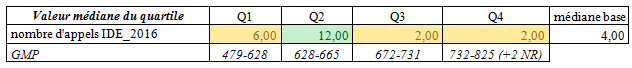 Valeur médiane du quartile Q1 Q2 Q3 Q4 médiane base
nombre d'appels IDE_2016 6,00 12,00 2,00 2,00 4,00
GMP 479-628 628-665 672-731 732-825 (+2 NR)